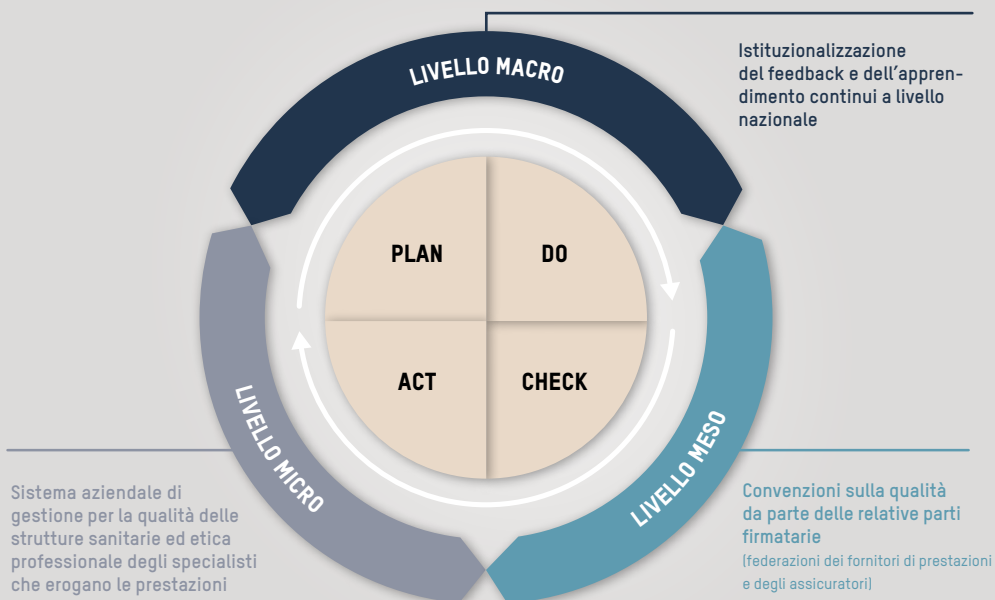 LIVELLO MACRO
Istituzionalizzazione
del feedback e dell'appren-
dimento continui a livello
nazionale
PLAN
DO
ACT
CHECK
LIVELLO MICRO
LIVELLO MESO
Sistema aziendale di
gestione per la qualità delle
strutture sanitarie ed etica
professionale degli specialisti
che erogano le prestazioni
Convenzioni sulla qualità
da parte delle relative parti
firmatarie
(federazioni dei fornitori di prestazioni
e degli assicuratori)